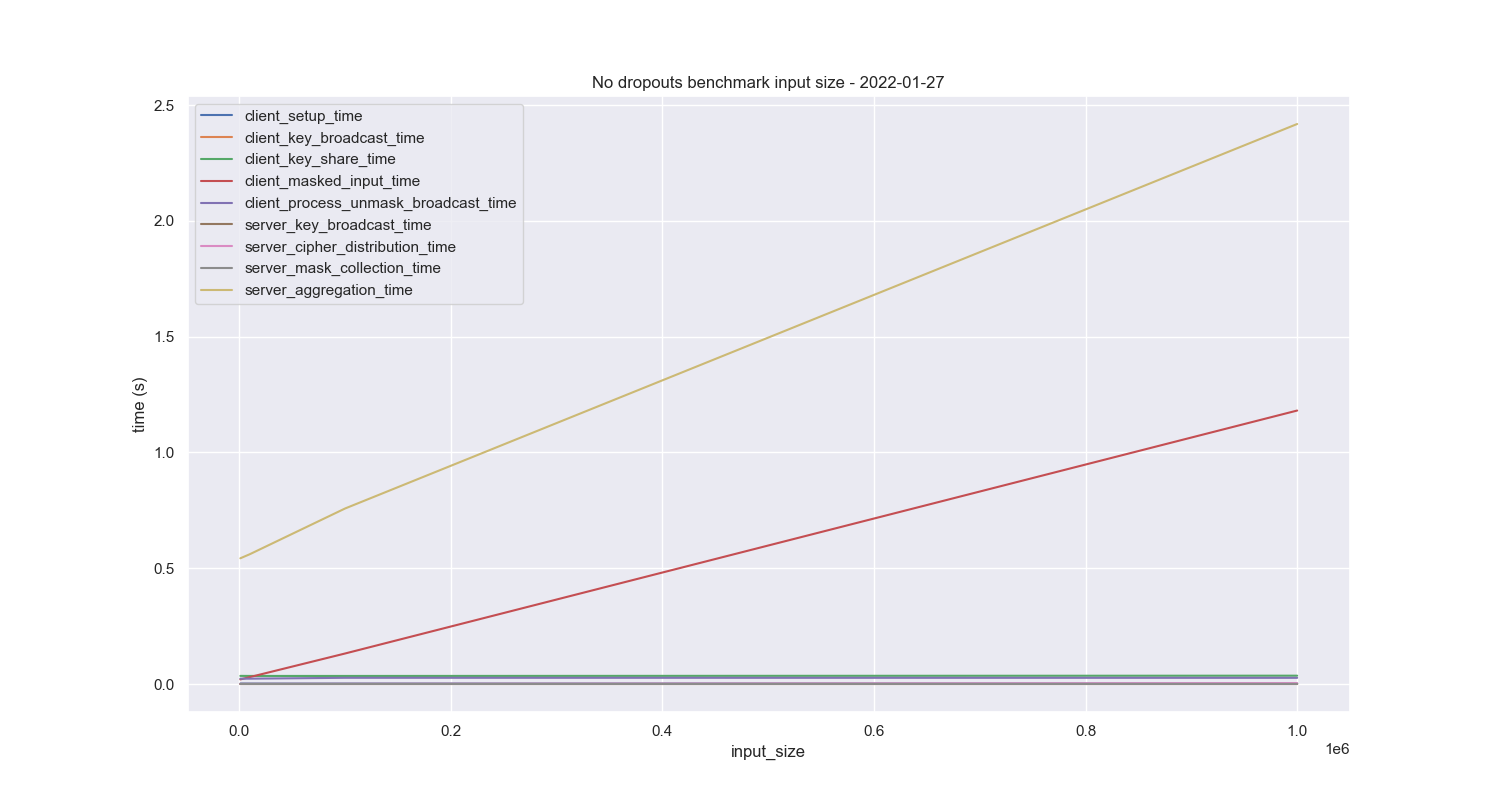 No dropouts benchmark input size - 2022-01-27
client_setup_time
client_key_broadcast_time
client_key_share_time
client_masked_input_time
client_process_unmask_broadcast_time
server_key_broadcast_time
server_cipher_distribution_time
server_mask_collection_time
server_aggregation_time
2.5
2.0
1.5
1.0
0.5
0.0
time (s)
0.0 0.2 0.4 0.6 0.8 1.0
1e6
input_size